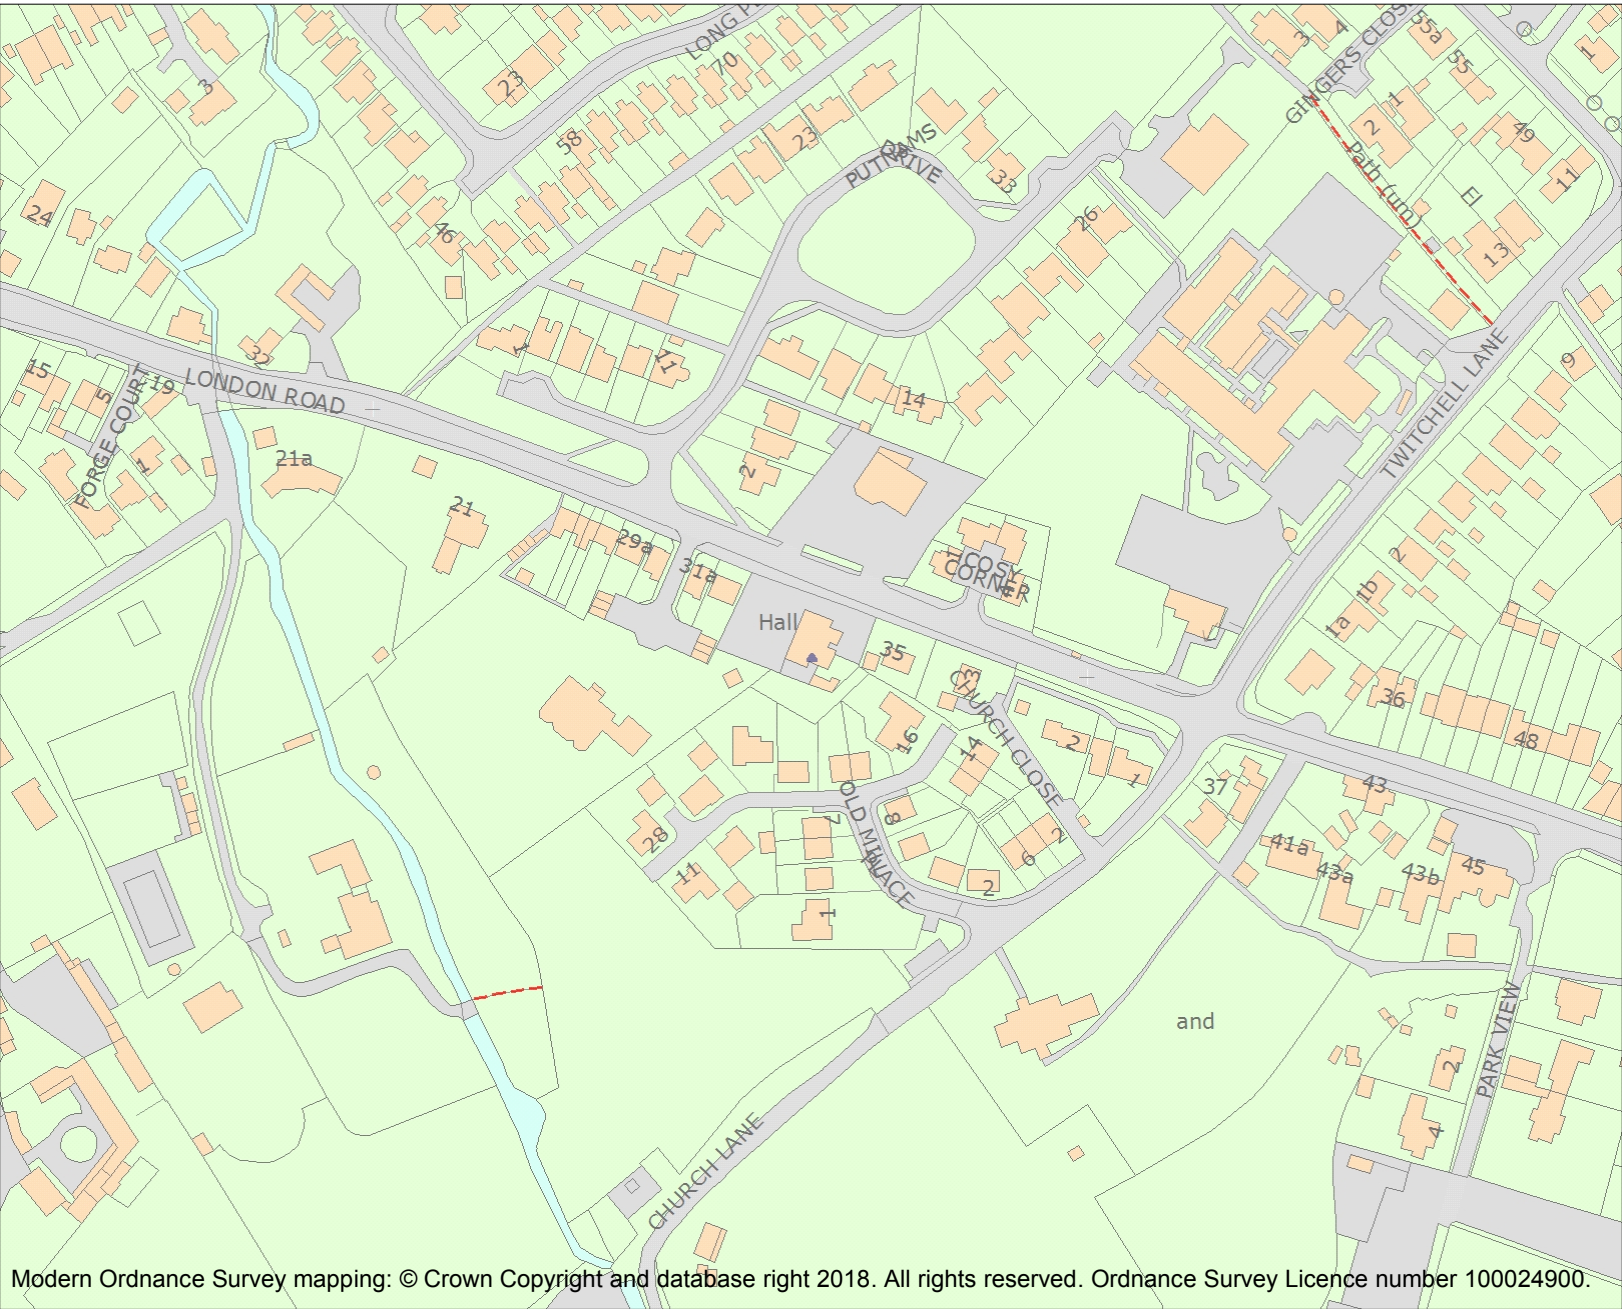 LONG P
GINGERS CLOSE
3
4
55a
55
1
3
23
70
58
23
PUTNAMS
DRIVE
33
1
2
49
11
Path (um)
El
13
24
46
26
32
1
11
LONDON ROAD
15
5
19
FORGE COURT
1
21a
21
14
2
TWITCHELL LANE
9
29a
31a
COSY
CORNER
2
1b
1a
Hall
35
3
36
48
16
14
CHURCH CLOSE
2
1
37
43
OLD MILL
PLACE
28
11
7
8
6
2
2
1
41a
43a
43b
45
and
PARK VIEW
2
4
CHURCH LANE
Modern Ordnance Survey mapping: © Crown Copyright and database right 2018. All rights reserved. Ordnance Survey Licence number 100024900.